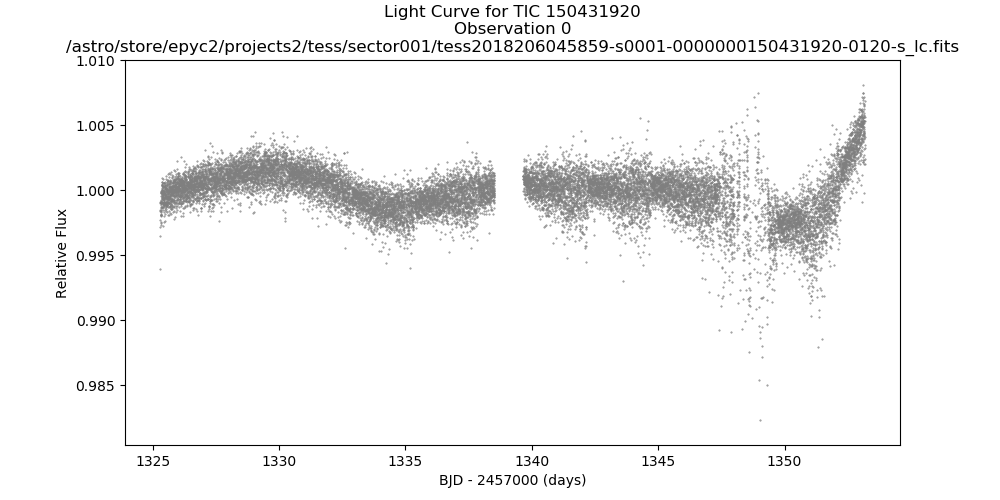 Light Curve for TIC 150431920
Observation 0
/astro/store/epyc2/projects2/tess/sector001/tess2018206045859-s0001-0000000150431920-0120-s_lc.fits
1.010
1.005
1.000
0.995
0.990
0.985
Relative Flux
1325
1330
1335
1340
1345
1350
BJD - 2457000 (days)